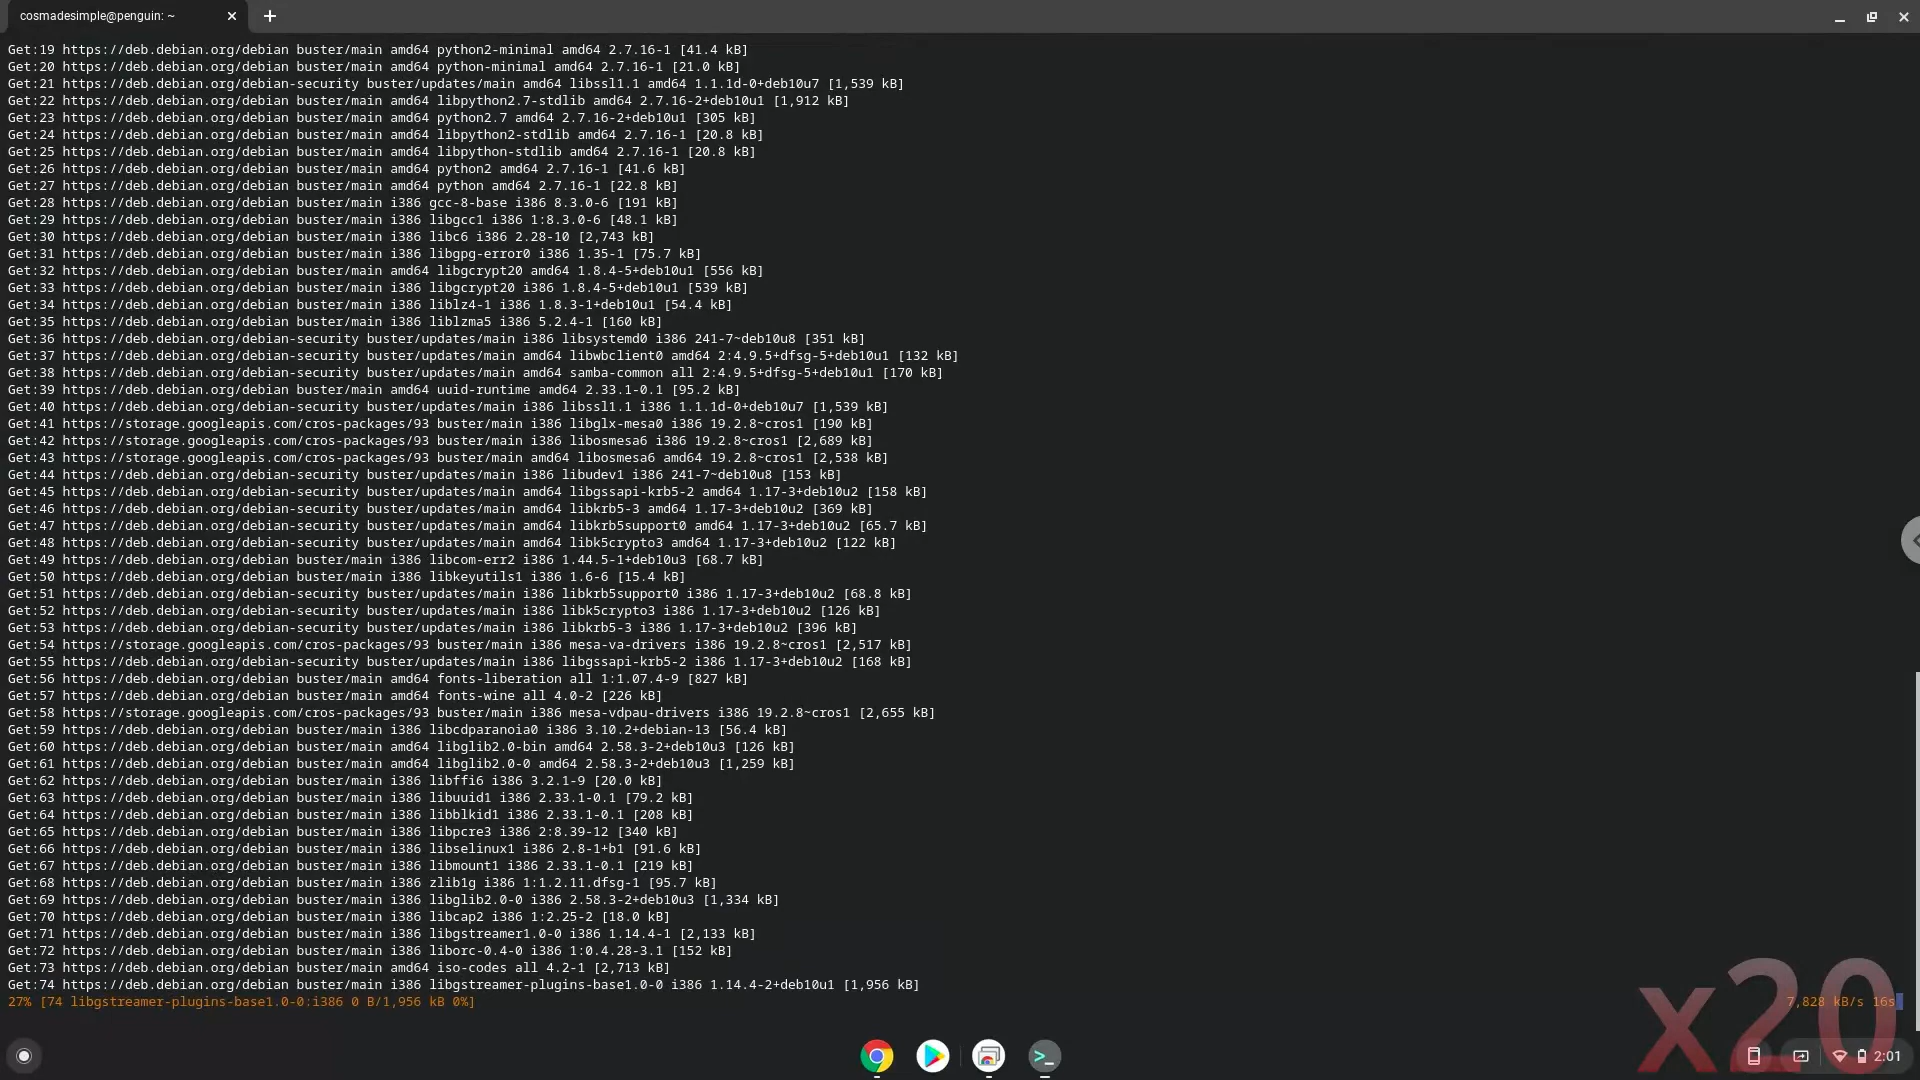 cosmadesimple@penguin: ~
Get:19 https://deb.debian.org/debian buster/main amd64 python2-minimal amd64 2.7.16-1 [41.4 kB]
Get:20 https://deb.debian.org/debian buster/main amd64 python-minimal amd64 2.7.16-1 [21.0 kB]
Get:21 https://deb.debian.org/debian-security buster/updates/main amd64 libssl1.1 amd64 1.1.1d-0+deb10u7 [1,539 kB]
Get:22 https://deb.debian.org/debian buster/main amd64 libpython2.7-stdlib amd64 2.7.16-2+deb10u1 [1,912 kB]
Get:23 https://deb.debian.org/debian buster/main amd64 python2.7 amd64 2.7.16-2+deb10u1 [305 kB]
Get:24 https://deb.debian.org/debian buster/main amd64 libpython2-stdlib amd64 2.7.16-1 [20.8 kB]
Get:25 https://deb.debian.org/debian buster/main amd64 libpython-stdlib amd64 2.7.16-1 [20.8 kB]
Get:26 https://deb.debian.org/debian buster/main amd64 python2 amd64 2.7.16-1 [41.6 kB]
Get:27 https://deb.debian.org/debian buster/main amd64 python amd64 2.7.16-1 [22.8 kB]
Get:28 https://deb.debian.org/debian buster/main i386 gcc-8-base i386 8.3.0-6 [191 kB]
Get:29 https://deb.debian.org/debian buster/main i386 libgcc1 i386 1:8.3.0-6 [48.1 kB]
Get:30 https://deb.debian.org/debian buster/main i386 libc6 i386 2.28-10 [2,743 kB]
Get:31 https://deb.debian.org/debian buster/main i386 libgpg-error0 i386 1.35-1 [75.7 kB]
Get:32 https://deb.debian.org/debian buster/main amd64 libgcrypt20 amd64 1.8.4-5+deb10u1 [556 kB]
Get:33 https://deb.debian.org/debian buster/main i386 libgcrypt20 i386 1.8.4-5+deb10u1 [539 kB]
Get:34 https://deb.debian.org/debian buster/main i386 liblz4-1 i386 1.8.3-1+deb10u1 [54.4 kB]
Get:35 https://deb.debian.org/debian buster/main i386 liblzma5 i386 5.2.4-1 [160 kB]
Get:36 https://deb.debian.org/debian-security buster/updates/main i386 libsystemd0 i386 241-7~deb10u8 [351 kB]
Get:37 https://deb.debian.org/debian-security buster/updates/main amd64 libwbclient0 amd64 2:4.9.5+dfsg-5+deb10u1 [132 kB]
Get:38 https://deb.debian.org/debian-security buster/updates/main amd64 samba-common all 2:4.9.5+dfsg-5+deb10u1 [170 kB]
Get:39 https://deb.debian.org/debian buster/main amd64 uuid-runtime amd64 2.33.1-0.1 [95.2 kB]
Get:40 https://deb.debian.org/debian-security buster/updates/main i386 libssl1.1 i386 1.1.1d-0+deb10u7 [1,539 kB]
Get:41 https://storage.googleapis.com/cros-packages/93 buster/main i386 libglx-mesa0 i386 19.2.8~cros1 [190 kB]
Get:42 https://storage.googleapis.com/cros-packages/93 buster/main i386 libosmesa6 i386 19.2.8~cros1 [2,689 kB]
Get:43 https://storage.googleapis.com/cros-packages/93 buster/main amd64 libosmesa6 amd64 19.2.8~cros1 [2,538 kB]
Get:44 https://deb.debian.org/debian-security buster/updates/main i386 libudev1 i386 241-7~deb10u8 [153 kB]
Get:45 https://deb.debian.org/debian-security buster/updates/main amd64 libgssapi-krb5-2 amd64 1.17-3+deb10u2 [158 kB]
Get:46 https://deb.debian.org/debian-security buster/updates/main amd64 libkrb5-3 amd64 1.17-3+deb10u2 [369 kB]
Get:47 https://deb.debian.org/debian-security buster/updates/main amd64 libkrb5support0 amd64 1.17-3+deb10u2 [65.7 kB]
Get:48 https://deb.debian.org/debian-security buster/updates/main amd64 libk5crypto3 amd64 1.17-3+deb10u2 [122 kB]
Get:49 https://deb.debian.org/debian buster/main i386 libcom-err2 i386 1.44.5-1+deb10u3 [68.7 kB]
Get:50 https://deb.debian.org/debian buster/main i386 libkeyutils1 i386 1.6-6 [15.4 kB]
Get:51 https://deb.debian.org/debian-security buster/updates/main i386 libkrb5support0 i386 1.17-3+deb10u2 [68.8 kB]
Get:52 https://deb.debian.org/debian-security buster/updates/main i386 libk5crypto3 i386 1.17-3+deb10u2 [126 kB]
Get:53 https://deb.debian.org/debian-security buster/updates/main i386 libkrb5-3 i386 1.17-3+deb10u2 [396 kB]
Get:54 https://storage.googleapis.com/cros-packages/93 buster/main i386 mesa-va-drivers i386 19.2.8~cros1 [2,517 kB]
Get:55 https://deb.debian.org/debian-security buster/updates/main i386 libgssapi-krb5-2 i386 1.17-3+deb10u2 [168 kB]
Get:56 https://deb.debian.org/debian buster/main amd64 fonts-liberation all 1:1.07.4-9 [827 kB]
Get:57 https://deb.debian.org/debian buster/main amd64 fonts-wine all 4.0-2 [226 kB]
Get:58 https://storage.googleapis.com/cros-packages/93 buster/main i386 mesa-vdpau-drivers i386 19.2.8~cros1 [2,655 kB]
Get:59 https://deb.debian.org/debian buster/main i386 libcdparanoia0 i386 3.10.2+debian-13 [56.4 kB]
Get:60 https://deb.debian.org/debian buster/main amd64 libglib2.0-bin amd64 2.58.3-2+deb10u3 [126 kB]
Get:61 https://deb.debian.org/debian buster/main amd64 libglib2.0-0 amd64 2.58.3-2+deb10u3 [1,259 kB]
Get:62 https://deb.debian.org/debian buster/main i386 libffi6 i386 3.2.1-9 [20.0 kB]
Get:63 https://deb.debian.org/debian buster/main i386 libuuid1 i386 2.33.1-0.1 [79.2 kB]
Get:64 https://deb.debian.org/debian buster/main i386 libblkid1 i386 2.33.1-0.1 [208 kB]
Get:65 https://deb.debian.org/debian buster/main i386 libpcre3 i386 2:8.39-12 [340 kB]
Get:66 https://deb.debian.org/debian buster/main i386 libselinux1 i386 2.8-1+b1 [91.6 kB]
Get:67 https://deb.debian.org/debian buster/main i386 libmount1 i386 2.33.1-0.1 [219 kB]
Get:68 https://deb.debian.org/debian buster/main i386 zlib1g i386 1:1.2.11.dfsg-1 [95.7 kB]
Get:69 https://deb.debian.org/debian buster/main i386 libglib2.0-0 i386 2.58.3-2+deb10u3 [1,334 kB]
Get:70 https://deb.debian.org/debian buster/main i386 libcap2 i386 1:2.25-2 [18.0 kB]
Get:71 https://deb.debian.org/debian buster/main i386 libgstreamer1.0-0 i386 1.14.4-1 [2,133 kB]
Get:72 https://deb.debian.org/debian buster/main i386 liborc-0.4-0 i386 1:0.4.28-3.1 [152 kB]
Get:73 https://deb.debian.org/debian buster/main amd64 iso-codes all 4.2-1 [2,713 kB]
Get:74 https://deb.debian.org/debian buster/main i386 libgstreamer-plugins-base1.0-0 i386 1.14.4-2+deb10u1 [1,956 kB]
27% [74 libgstreamer-plugins-base1.0-0:i386 0 B/1,956 kB 0%] 7,828 kB/s 16s
x20
2:01